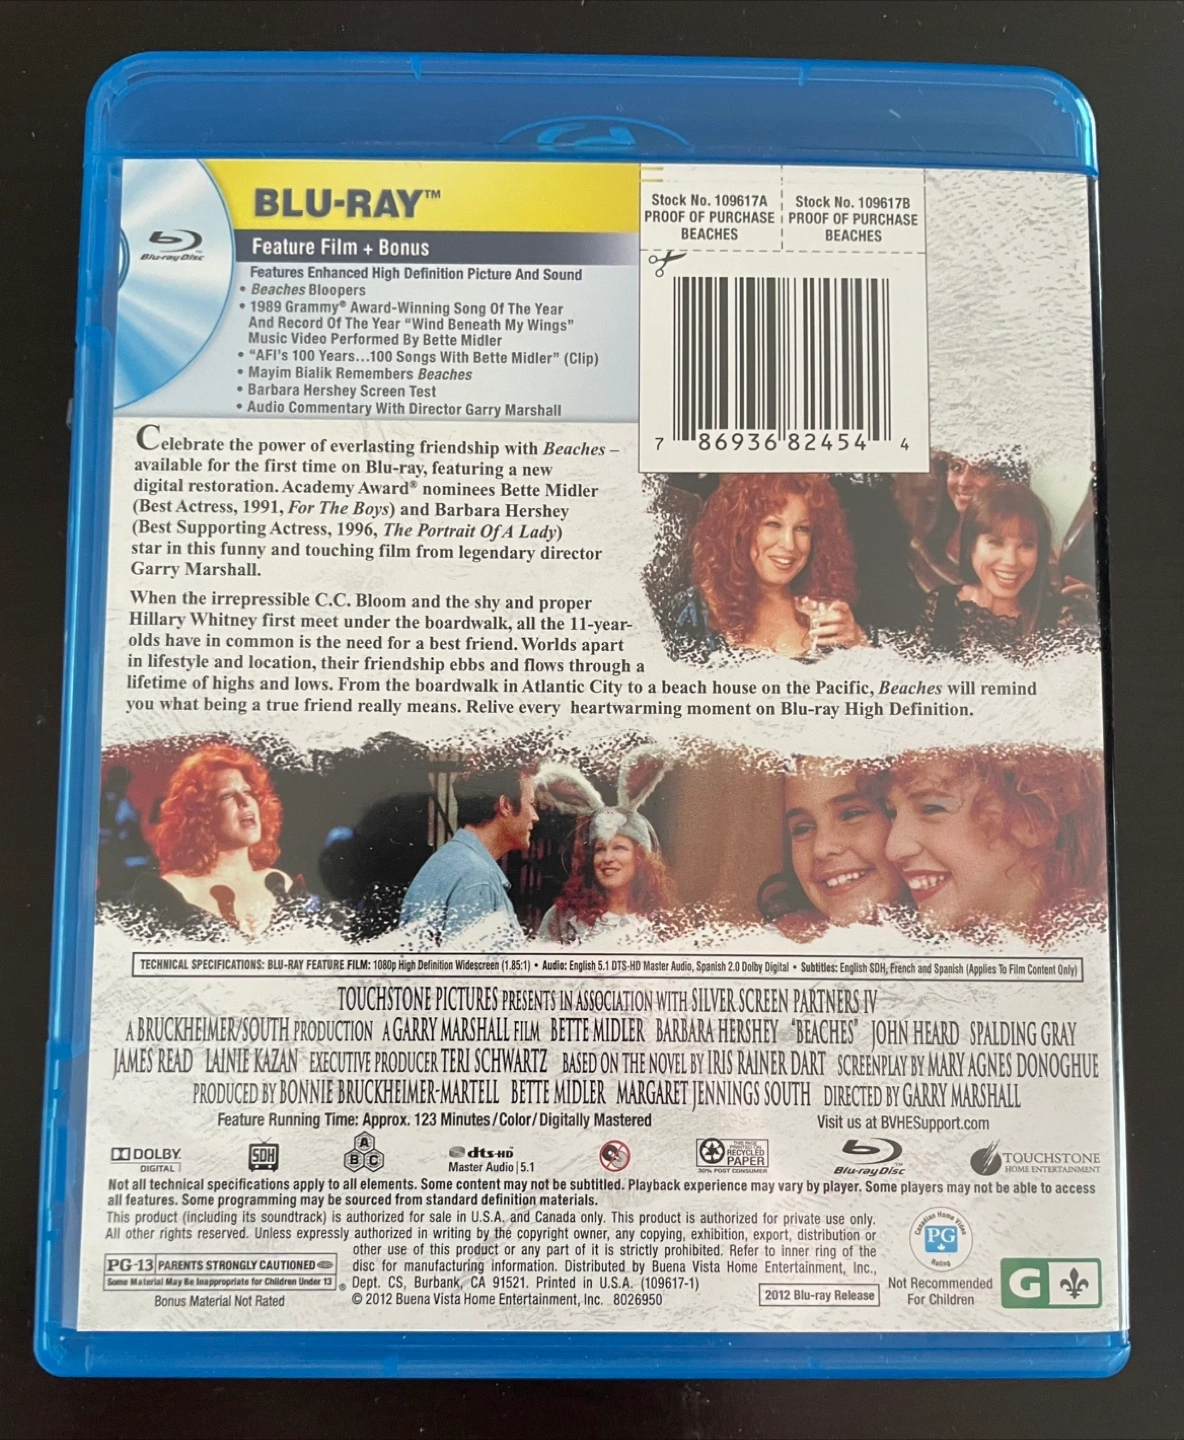 BLU-RAY™
Feature Film + Bonus
Blu-ray Disc
Features Enhanced High Definition Picture And Sound
• Beaches Bloopers
• 1989 Grammy® Award-Winning Song Of The Year
And Record Of The Year "Wind Beneath My Wings"
Music Video Performed By Bette Midler
• "AFI's 100 Years...100 Songs With Bette Midler" (Clip)
• Mayim Bialik Remembers Beaches
• Barbara Hershey Screen Test
• Audio Commentary With Director Garry Marshall
Stock No. 109617A
PROOF OF PURCHASE
BEACHES
Stock No. 109617B
PROOF OF PURCHASE
BEACHES
7 86936 82454 4
Celebrate the power of everlasting friendship with Beaches –
available for the first time on Blu-ray, featuring a new
digital restoration. Academy Award® nominees Bette Midler
(Best Actress, 1991, For The Boys) and Barbara Hershey
(Best Supporting Actress, 1996, The Portrait Of A Lady)
star in this funny and touching film from legendary director
Garry Marshall.
When the irrepressible C.C. Bloom and the shy and proper
Hillary Whitney first meet under the boardwalk, all the 11-year-
olds have in common is the need for a best friend. Worlds apart
in lifestyle and location, their friendship ebbs and flows through a
lifetime of highs and lows. From the boardwalk in Atlantic City to a beach house on the Pacific, Beaches will remind
you what being a true friend really means. Relive every heartwarming moment on Blu-ray High Definition.
TECHNICAL SPECIFICATIONS: BLU-RAY FEATURE FILM: 1080p High Definition Widescreen (1.85:1) • Audio: English 5.1 DTS-HD Master Audio, Spanish 2.0 Dolby Digital • Subtitles: English SDH, French and Spanish (Applies To Film Content Only)
TOUCHSTONE PICTURES PRESENTS IN ASSOCIATION WITH SILVER SCREEN PARTNERS IV
A BRUCKHEIMER/SOUTH PRODUCTION A GARRY MARSHALL FILM BETTE MIDLER BARBARA HERSHEY "BEACHES" JOHN HEARD SPALDING GRAY
JAMES READ LAINIE KAZAN EXECUTIVE PRODUCER TERI SCHWARTZ BASED ON THE NOVEL BY IRIS RAINER DART SCREENPLAY BY MARY AGNES DONOGHUE
PRODUCED BY BONNIE BRUCKHEIMER-MARTELL BETTE MIDLER MARGARET JENNINGS SOUTH DIRECTED BY GARRY MARSHALL
Feature Running Time: Approx. 123 Minutes/Color/Digitally Mastered
Visit us at BVHESupport.com
DOLBY
DIGITAL
SDH
A
B C
dts-HD
Master Audio | 5.1
THIS PAGE
PRINTED ON
RECYCLED
PAPER
30% POST CONSUMER
Blu-ray Disc™
TOUCHSTONE
HOME ENTERTAINMENT
Not all technical specifications apply to all elements. Some content may not be subtitled. Playback experience may vary by player. Some players may not be able to access
all features. Some programming may be sourced from standard definition materials.
This product (including its soundtrack) is authorized for sale in U.S.A. and Canada only. This product is authorized for private use only.
All other rights reserved. Unless expressly authorized in writing by the copyright owner, any copying, exhibition, export, distribution or
other use of this product or any part of it is strictly prohibited. Refer to inner ring of the
disc for manufacturing information. Distributed by Buena Vista Home Entertainment, Inc.,
Dept. CS, Burbank, CA 91521. Printed in U.S.A. (109617-1)
© 2012 Buena Vista Home Entertainment, Inc. 8026950
PG-13 PARENTS STRONGLY CAUTIONED
Some Material May Be Inappropriate for Children Under 13 ®
Bonus Material Not Rated
2012 Blu-ray Release
Canadian Home Video
PG
Rating
Not Recommended
For Children
G